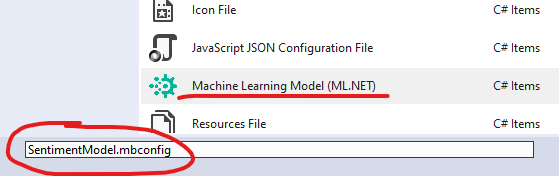 Icon File C# Items
JavaScript JSON Configuration File C# Items
Machine Learning Model (ML.NET) C# Items
Resources File C# Items
SentimentModel.mbconfig